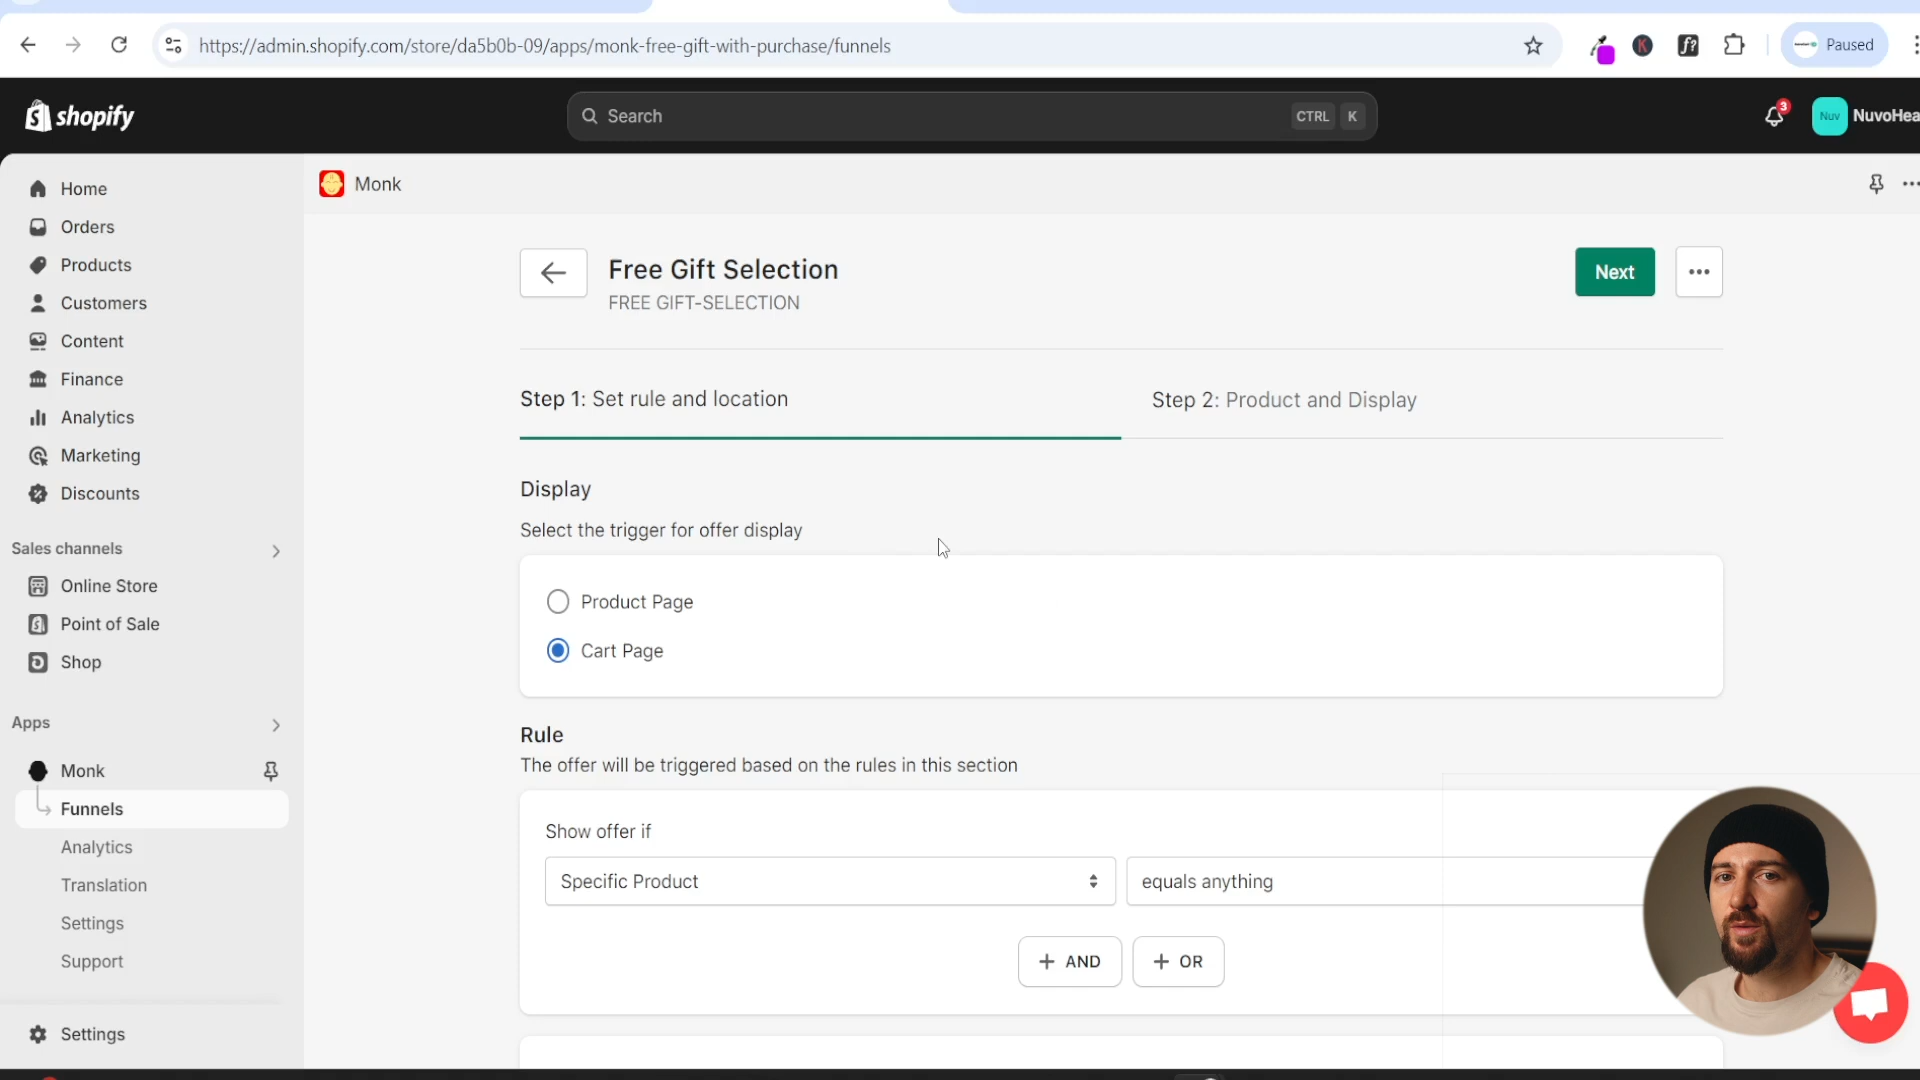 https://admin.shopify.com/store/da5b0b-09/apps/monk-free-gift-with-purchase/funnels
Paused
shopify
Search
CTRL K
3
Nuv
NuvoHea
Home
Orders
Products
Customers
Content
Finance
Analytics
Marketing
Discounts
Sales channels
Online Store
Point of Sale
Shop
Apps
Monk
Funnels
Analytics
Translation
Settings
Support
Settings
Monk
Free Gift Selection
FREE GIFT-SELECTION
Next
Step 1: Set rule and location
Step 2: Product and Display
Display
Select the trigger for offer display
Product Page
Cart Page
Rule
The offer will be triggered based on the rules in this section
Show offer if
Specific Product
equals anything
+ AND
+ OR